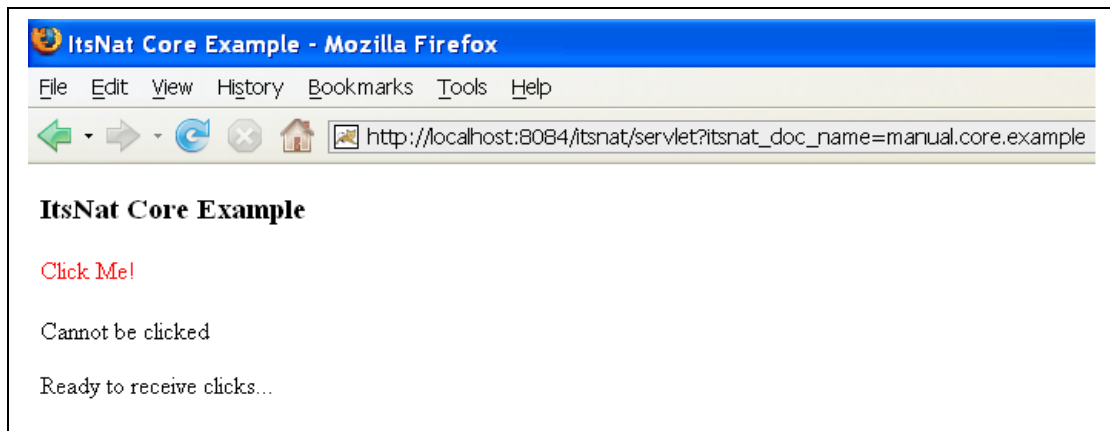 ItsNat Core Example - Mozilla Firefox
File Edit View History Bookmarks Tools Help
http://localhost:8084/itsnat/servlet?itsnat_doc_name=manual.core.example
ItsNat Core Example
Click Me!
Cannot be clicked
Ready to receive clicks...